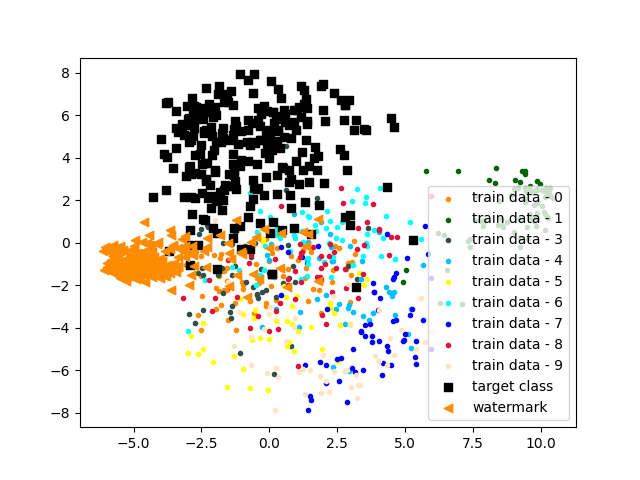 8
6
4
2
0
−2
−4
−6
−8
−5.0 −2.5 0.0 2.5 5.0 7.5 10.0
train data - 0
train data - 1
train data - 3
train data - 4
train data - 5
train data - 6
train data - 7
train data - 8
train data - 9
target class
watermark